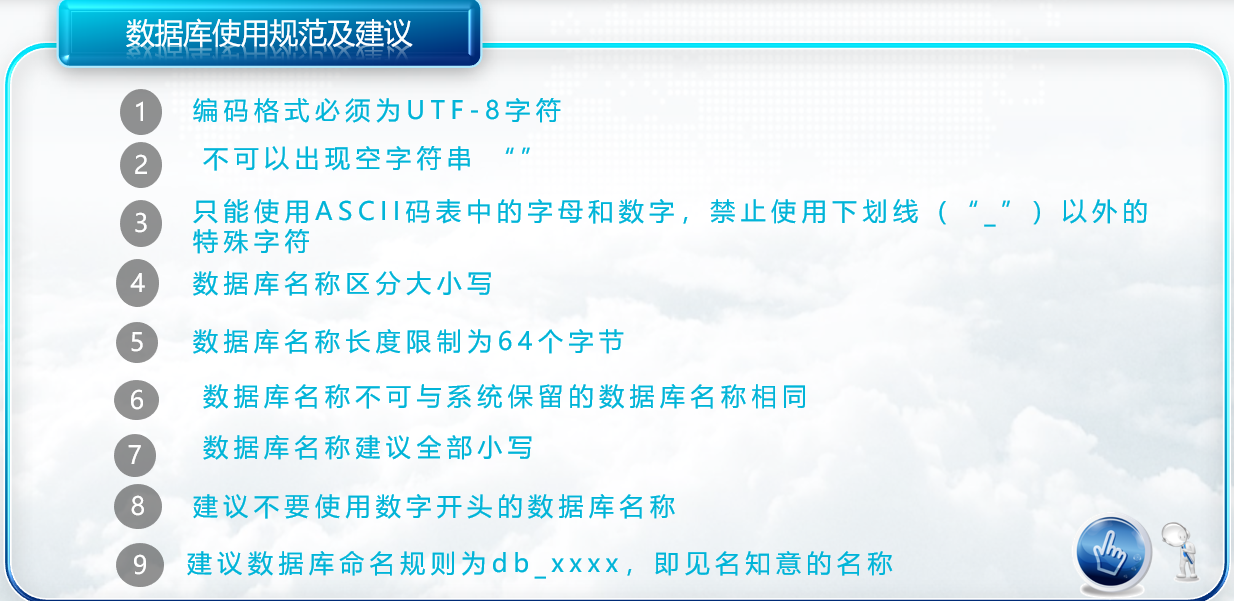 数据库使用规范及建议
1 编码格式必须为UTF-8字符
2 不可以出现空字符串 “”
3 只能使用ASCII码表中的字母和数字，禁止使用下划线（“_”）以外的
特殊字符
4 数据库名称区分大小写
5 数据库名称长度限制为64个字节
6 数据库名称不可与系统保留的数据库名称相同
7 数据库名称建议全部小写
8 建议不要使用数字开头的数据库名称
9 建议数据库命名规则为db_xxxx，即见名知意的名称